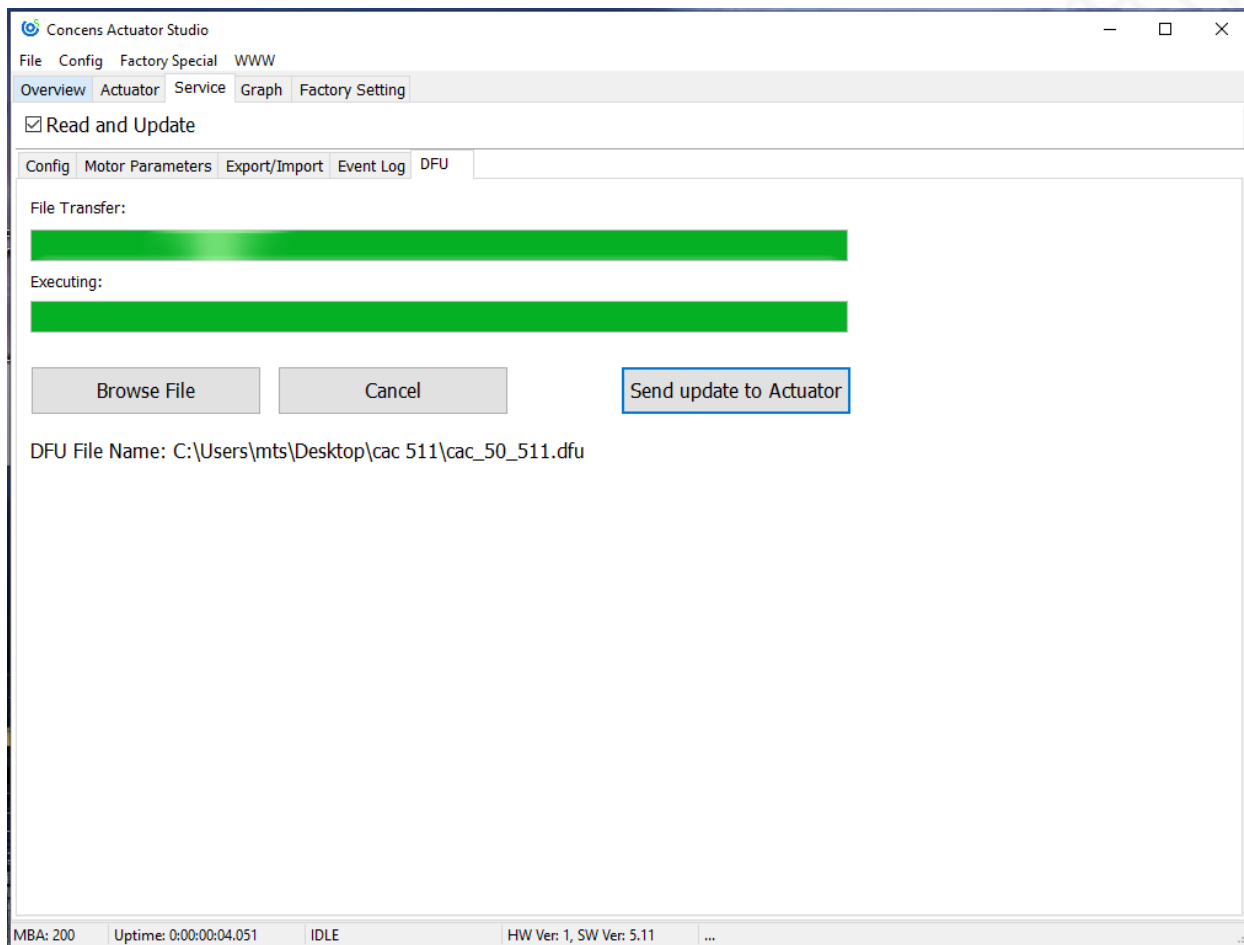 Concens Actuator Studio
File Config Factory Special WWW
Overview Actuator Service Graph Factory Setting
Read and Update
Config Motor Parameters Export/Import Event Log DFU
File Transfer:
Executing:
Browse File Cancel Send update to Actuator
DFU File Name: C:\Users\mts\Desktop\cac 511\cac_50_511.dfu
MBA: 200 Uptime: 0:00:00:04.051 IDLE HW Ver: 1, SW Ver: 5.11 ...